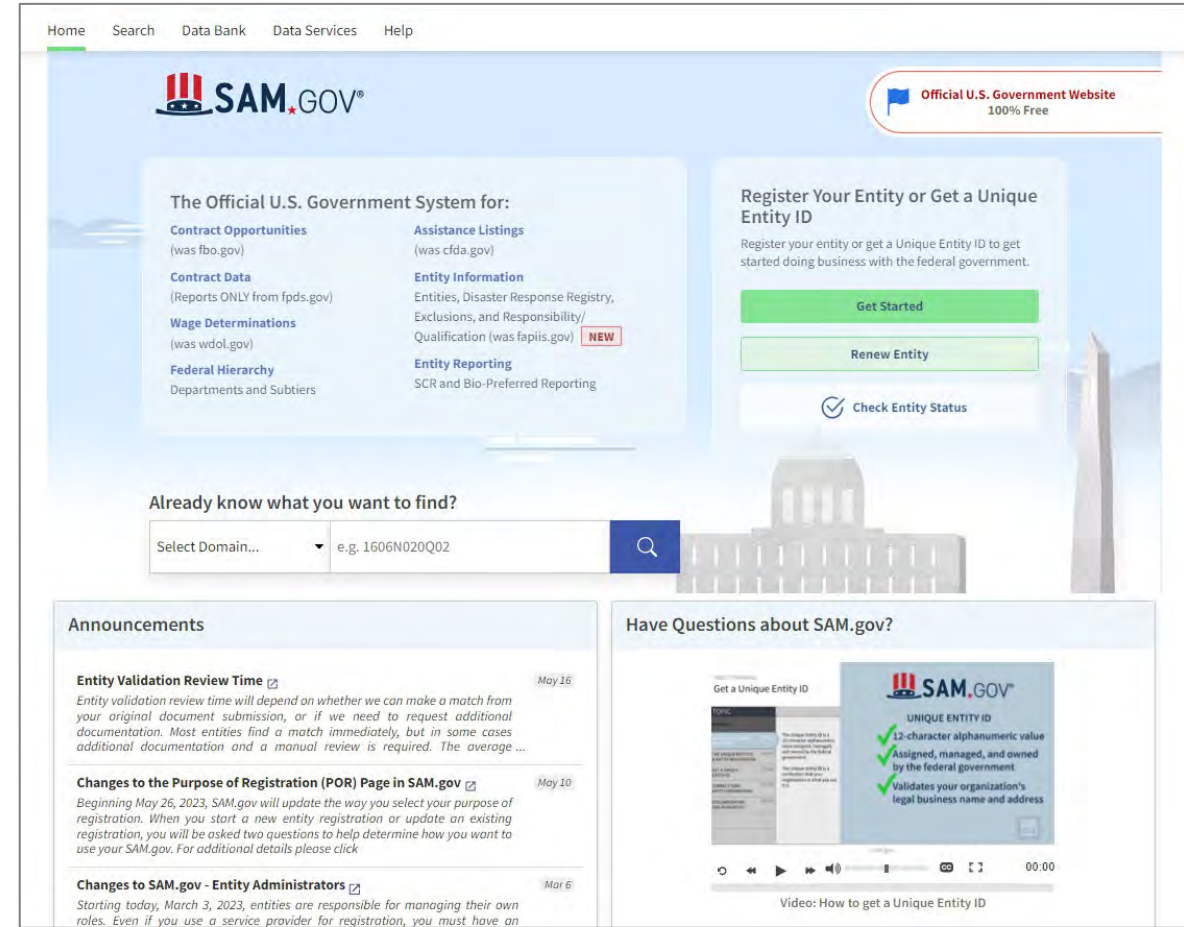 Home Search Data Bank Data Services Help
SAM.GOV®
Official U.S. Government Website
100% Free
The Official U.S. Government System for:
Contract Opportunities
(was fbo.gov)
Contract Data
(Reports ONLY from fpds.gov)
Wage Determinations
(was wdol.gov)
Federal Hierarchy
Departments and Subtiers
Assistance Listings
(was cfda.gov)
Entity Information
Entities, Disaster Response Registry,
Exclusions, and Responsibility/
Qualification (was fapiis.gov) NEW
Entity Reporting
SCR and Bio-Preferred Reporting
Register Your Entity or Get a Unique
Entity ID
Register your entity or get a Unique Entity ID to get
started doing business with the federal government.
Get Started
Renew Entity
Check Entity Status
Already know what you want to find?
Select Domain... e.g. 1606N020Q02
Announcements
Entity Validation Review Time May 16
Entity validation review time will depend on whether we can make a match from
your original document submission, or if we need to request additional
documentation. Most entities find a match immediately, but in some cases
additional documentation and a manual review is required. The average ...
Changes to the Purpose of Registration (POR) Page in SAM.gov May 10
Beginning May 26, 2023, SAM.gov will update the way you select your purpose of
registration. When you start a new entity registration or update an existing
registration, you will be asked two questions to help determine how you want to
use your SAM.gov. For additional details please click
Changes to SAM.gov - Entity Administrators Mar 6
Starting today, March 3, 2023, entities are responsible for managing their own
roles. Even if you use a service provider for registration, you must have an
Have Questions about SAM.gov?
Get a Unique Entity ID
TOPIC
SAM.GOV®
UNIQUE ENTITY ID
12-character alphanumeric value
Assigned, managed, and owned
by the federal government
Validates your organization's
legal business name and address
CC
00:00
Video: How to get a Unique Entity ID